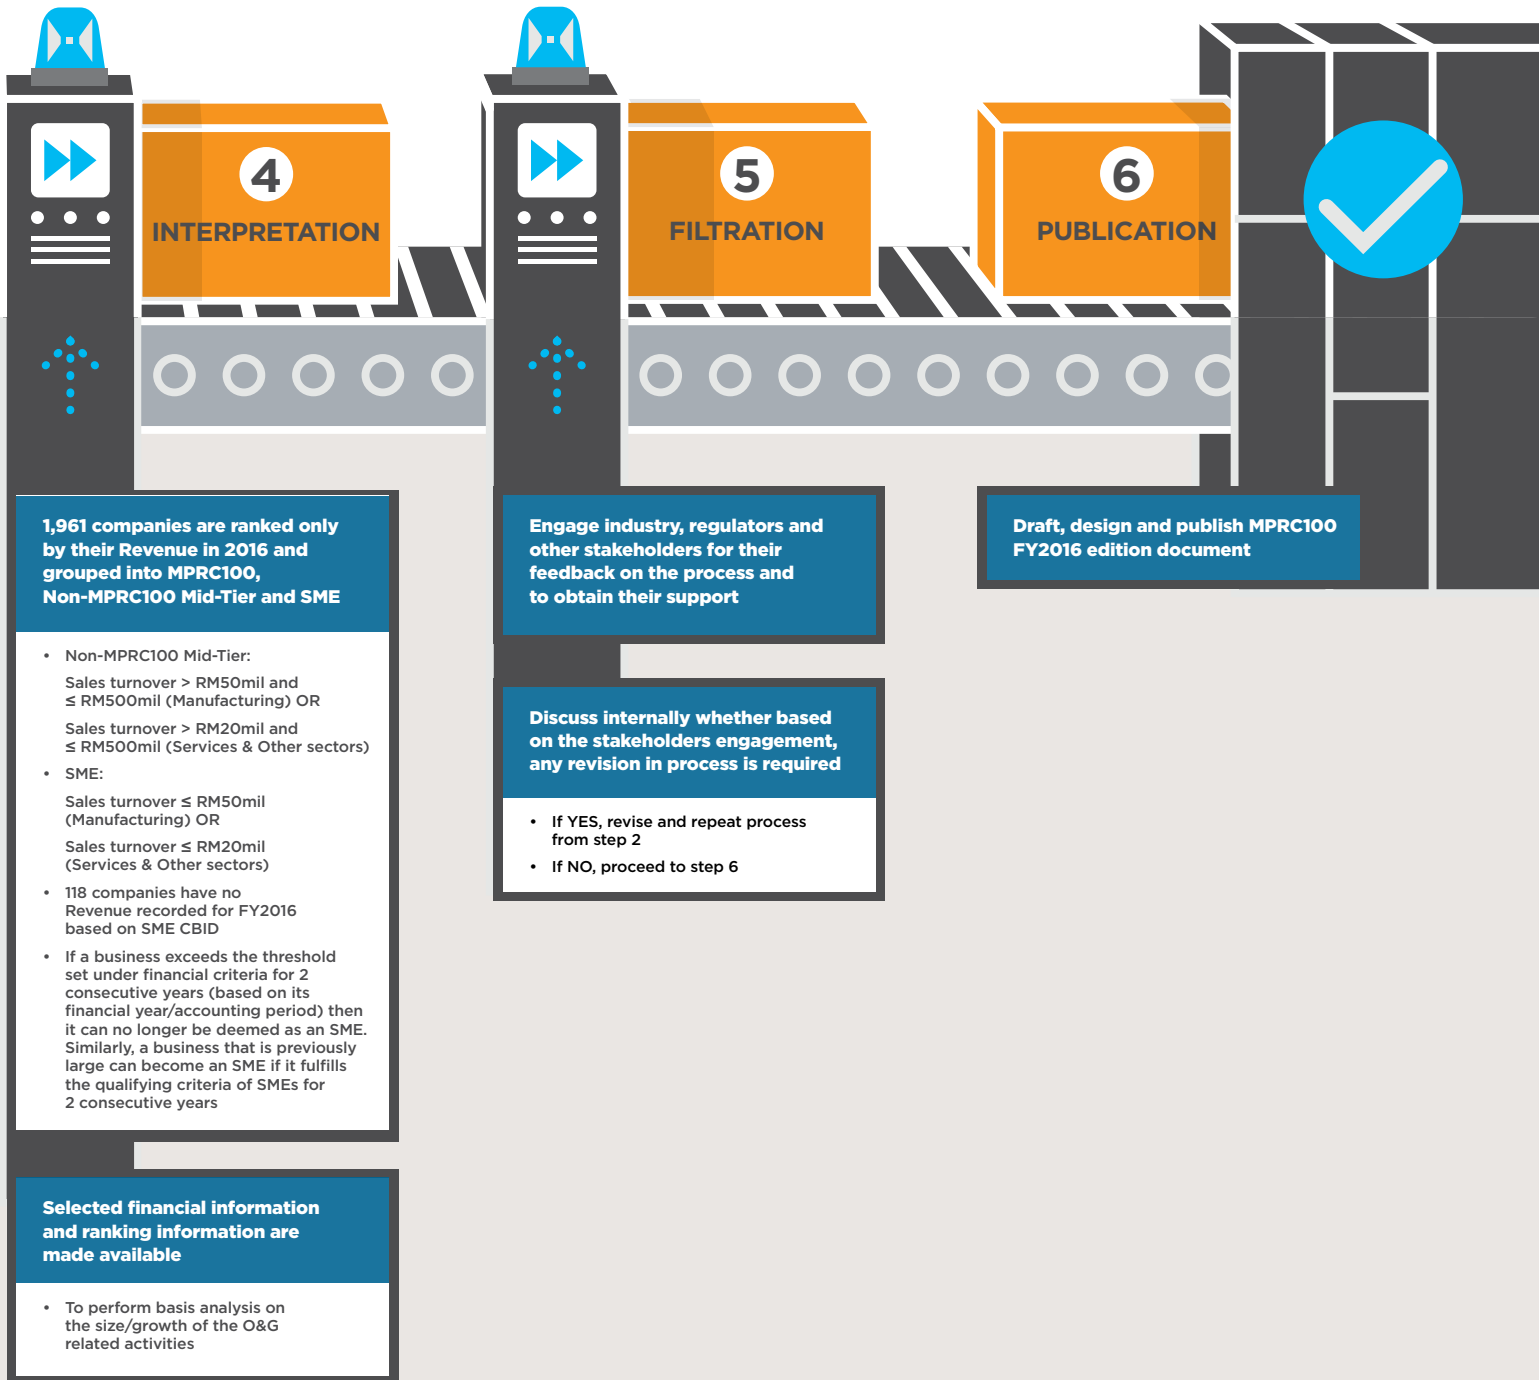 4
INTERPRETATION
1,961 companies are ranked only
by their Revenue in 2016 and
grouped into MPRC100,
Non-MPRC100 Mid-Tier and SME
• Non-MPRC100 Mid-Tier:
Sales turnover > RM50mil and
≤ RM500mil (Manufacturing) OR
Sales turnover > RM20mil and
≤ RM500mil (Services & Other sectors)
• SME:
Sales turnover ≤ RM50mil
(Manufacturing) OR
Sales turnover ≤ RM20mil
(Services & Other sectors)
• 118 companies have no
Revenue recorded for FY2016
based on SME CBID
• If a business exceeds the threshold
set under financial criteria for 2
consecutive years (based on its
financial year/accounting period) then
it can no longer be deemed as an SME.
Similarly, a business that is previously
large can become an SME if it fulfills
the qualifying criteria of SMEs for
2 consecutive years
Selected financial information
and ranking information are
made available
• To perform basis analysis on
the size/growth of the O&G
related activities
5
FILTRATION
Engage industry, regulators and
other stakeholders for their
feedback on the process and
to obtain their support
Discuss internally whether based
on the stakeholders engagement,
any revision in process is required
• If YES, revise and repeat process
from step 2
• If NO, proceed to step 6
6
PUBLICATION
Draft, design and publish MPRC100
FY2016 edition document